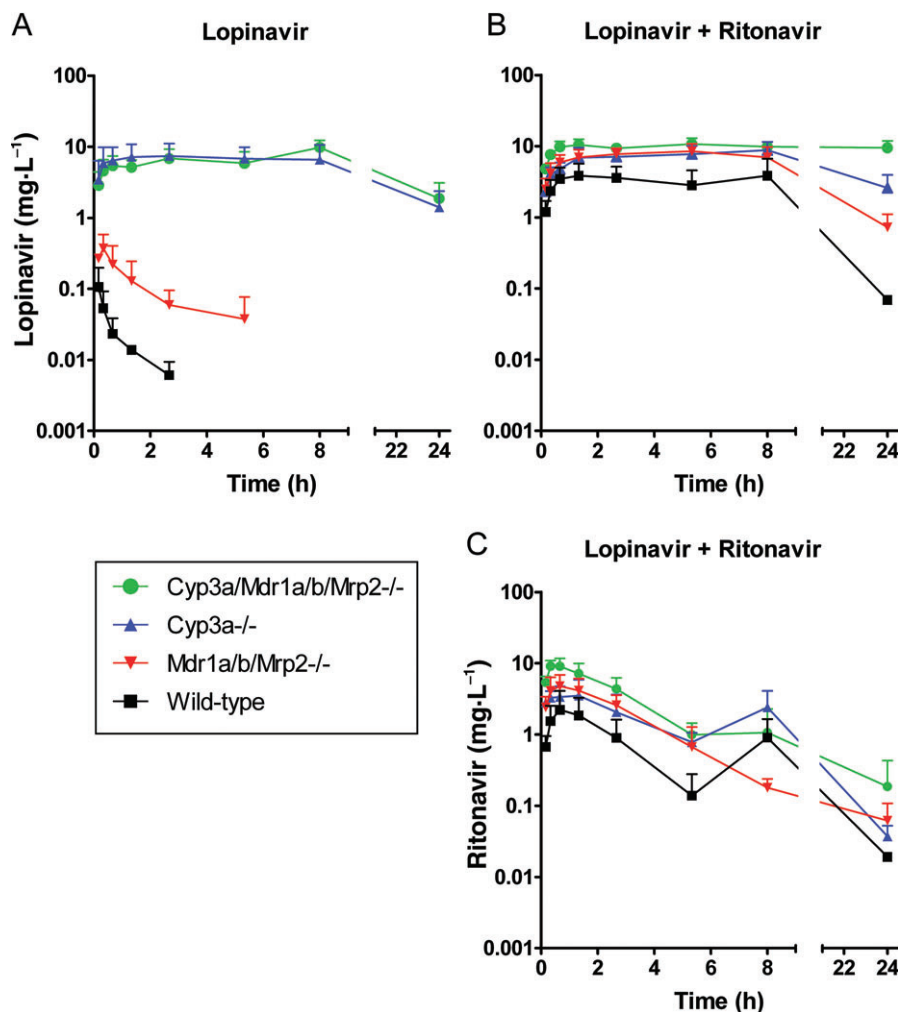 A
Lopinavir
100
10
1
0.1
0.01
0.001
Lopinavir (mg·L⁻¹)
0 2 4 6 8 22 24
Time (h)
B
Lopinavir + Ritonavir
100
10
1
0.1
0.01
0.001
0 2 4 6 8 22 24
Time (h)
Cyp3a/Mdr1a/b/Mrp2-/-
Cyp3a-/-
Mdr1a/b/Mrp2-/-
Wild-type
C
Lopinavir + Ritonavir
100
10
1
0.1
0.01
0.001
Ritonavir (mg·L⁻¹)
0 2 4 6 8 22 24
Time (h)